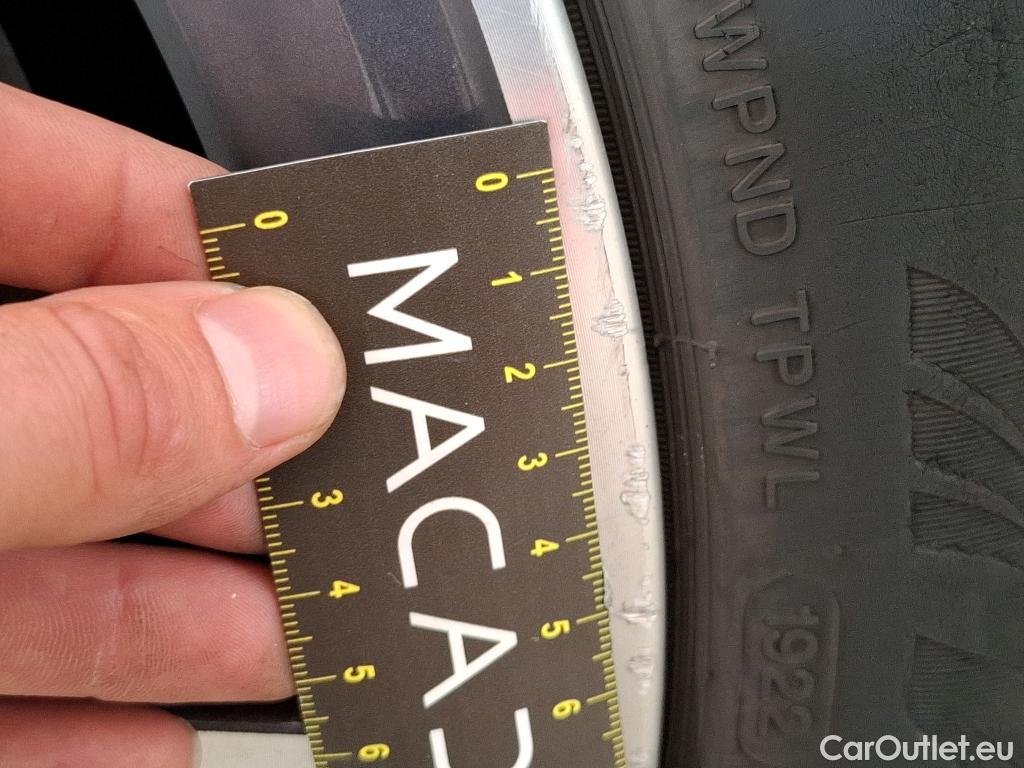 MACAD
0 1 2 3 4 5 6
0 3 4 5 6
WPND TPWL
1922
CarOutlet.eu